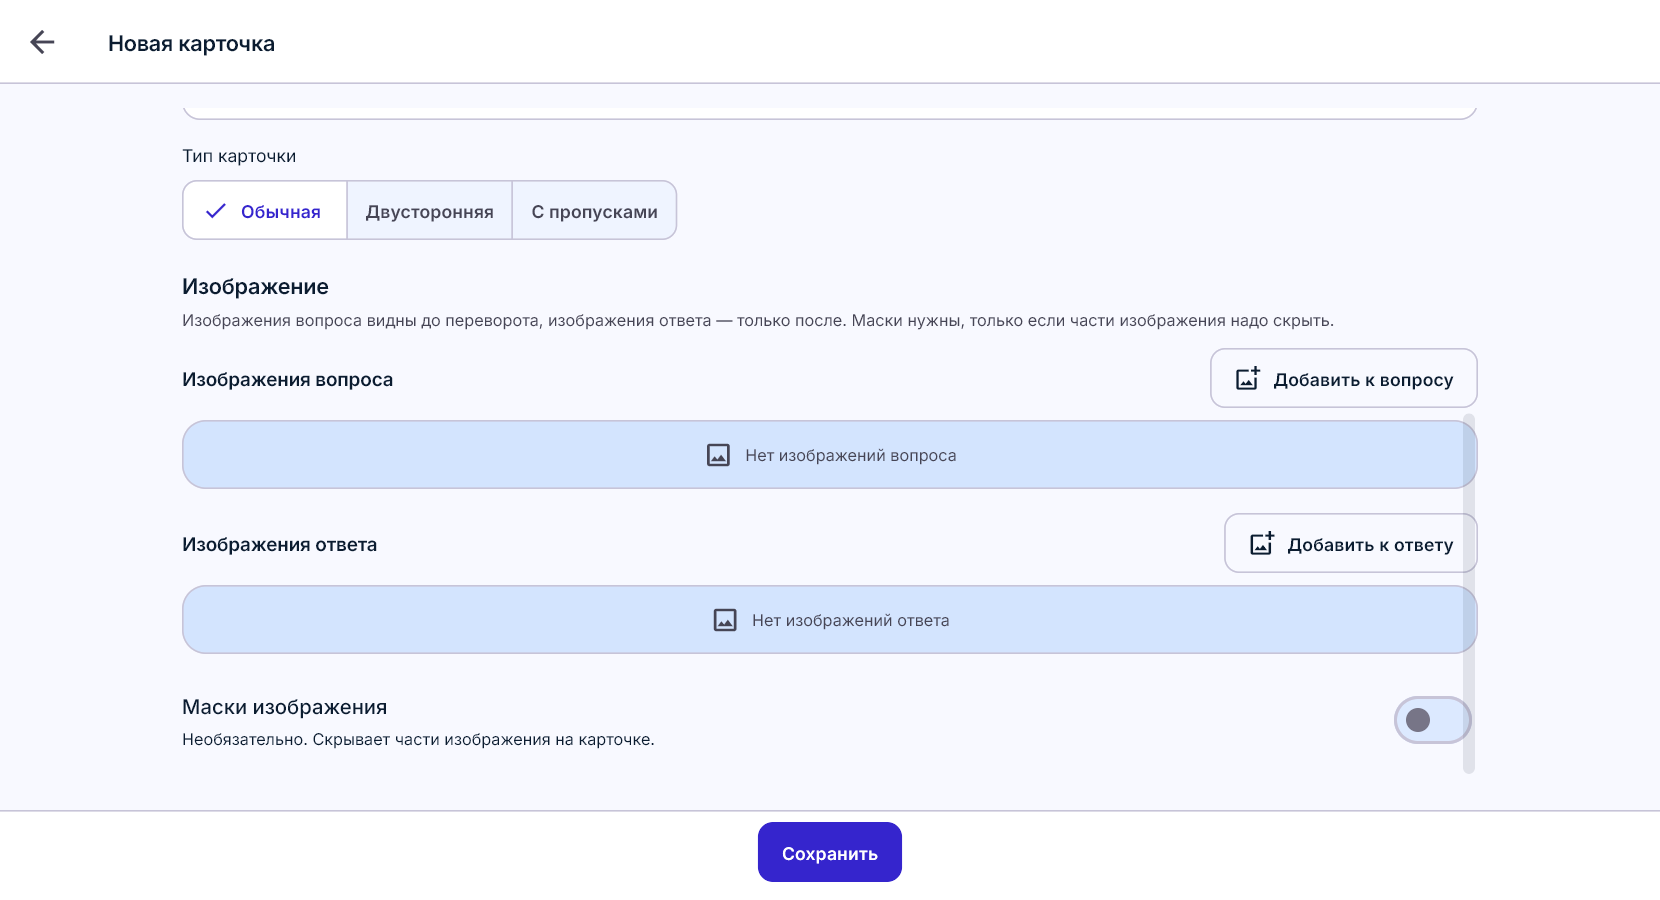 Новая карточка
Тип карточки
Обычная
Двусторонняя
С пропусками
Изображение
Изображения вопроса видны до переворота, изображения ответа — только после. Маски нужны, только если части изображения надо скрыть.
Изображения вопроса
Добавить к вопросу
Нет изображений вопроса
Изображения ответа
Добавить к ответу
Нет изображений ответа
Маски изображения
Необязательно. Скрывает части изображения на карточке.
Сохранить